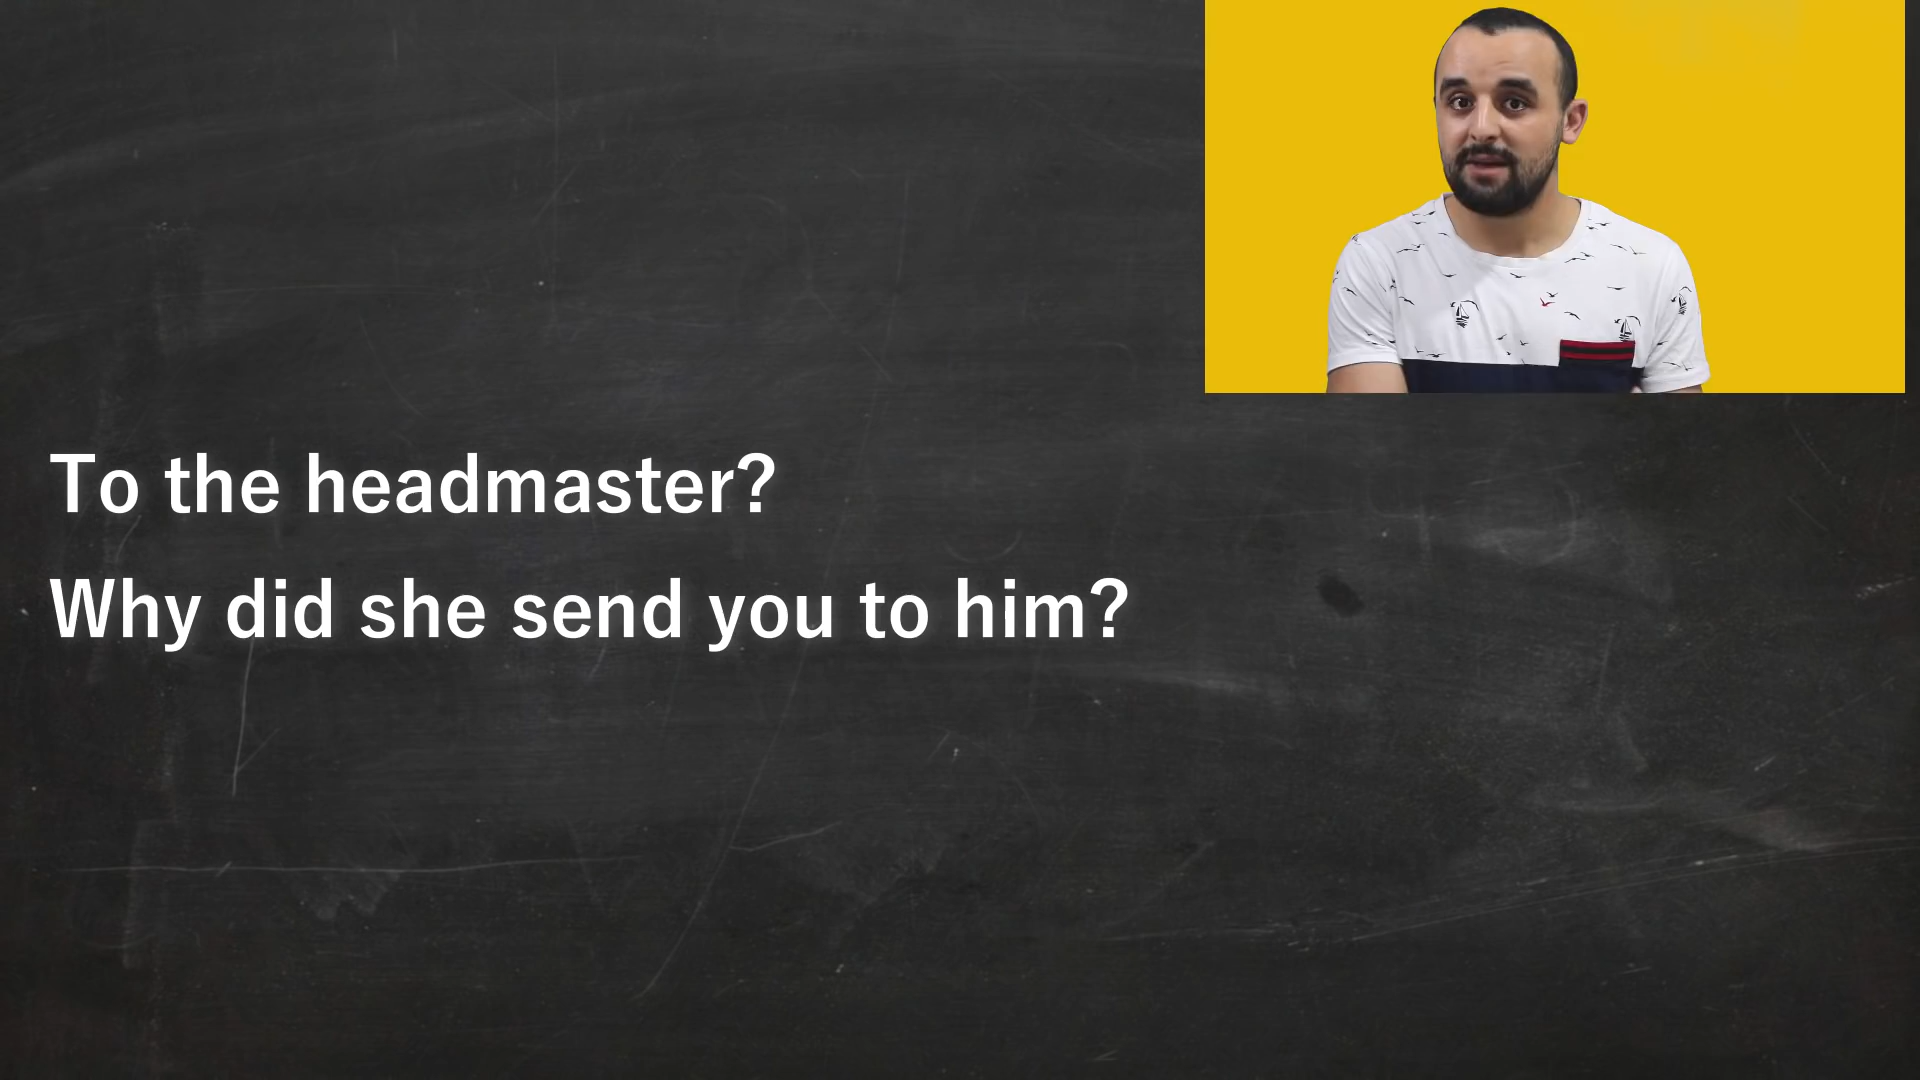 To the headmaster?
Why did she send you to him?